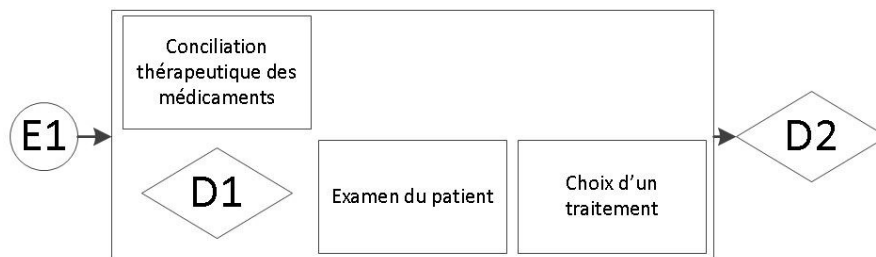 Conciliation
thérapeutique des
médicaments
E1
D2
D1
Examen du patient
Choix d’un
traitement